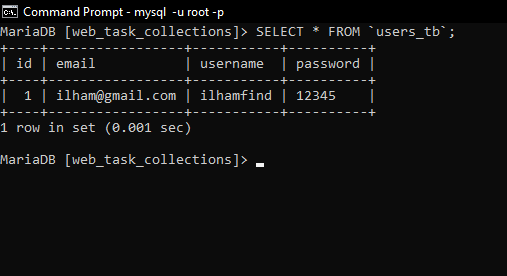 Command Prompt - mysql  -u root -p
MariaDB [web_task_collections]> SELECT * FROM `users_tb`;
+----+-----------------+-----------+----------+
| id | email           | username  | password |
+----+-----------------+-----------+----------+
|  1 | ilham@gmail.com | ilhamfind | 12345    |
+----+-----------------+-----------+----------+
1 row in set (0.001 sec)
MariaDB [web_task_collections]> _